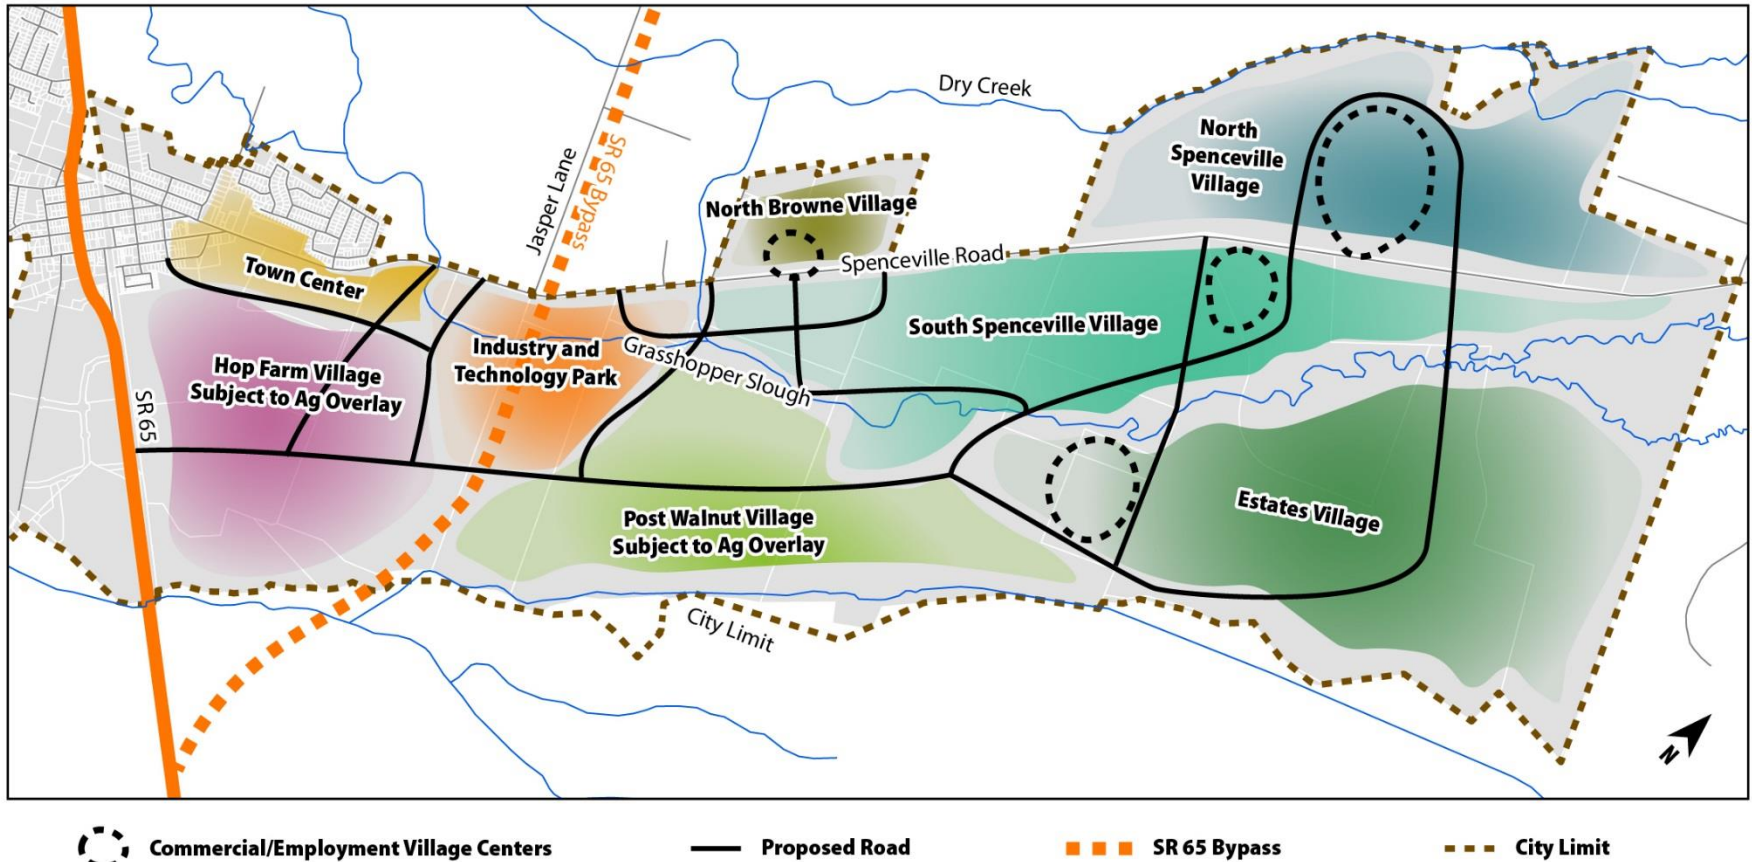 Dry Creek
North
Spenceville
Village
Jasper Lane
SR 65 Bypass
North Browne Village
Spenceville Road
Town Center
South Spenceville Village
Hop Farm Village
Subject to Ag Overlay
Industry and
Technology Park
Grasshopper Slough
SR 65
Post Walnut Village
Subject to Ag Overlay
Estates Village
City Limit
N
Commercial/Employment Village Centers
Proposed Road
SR 65 Bypass
City Limit